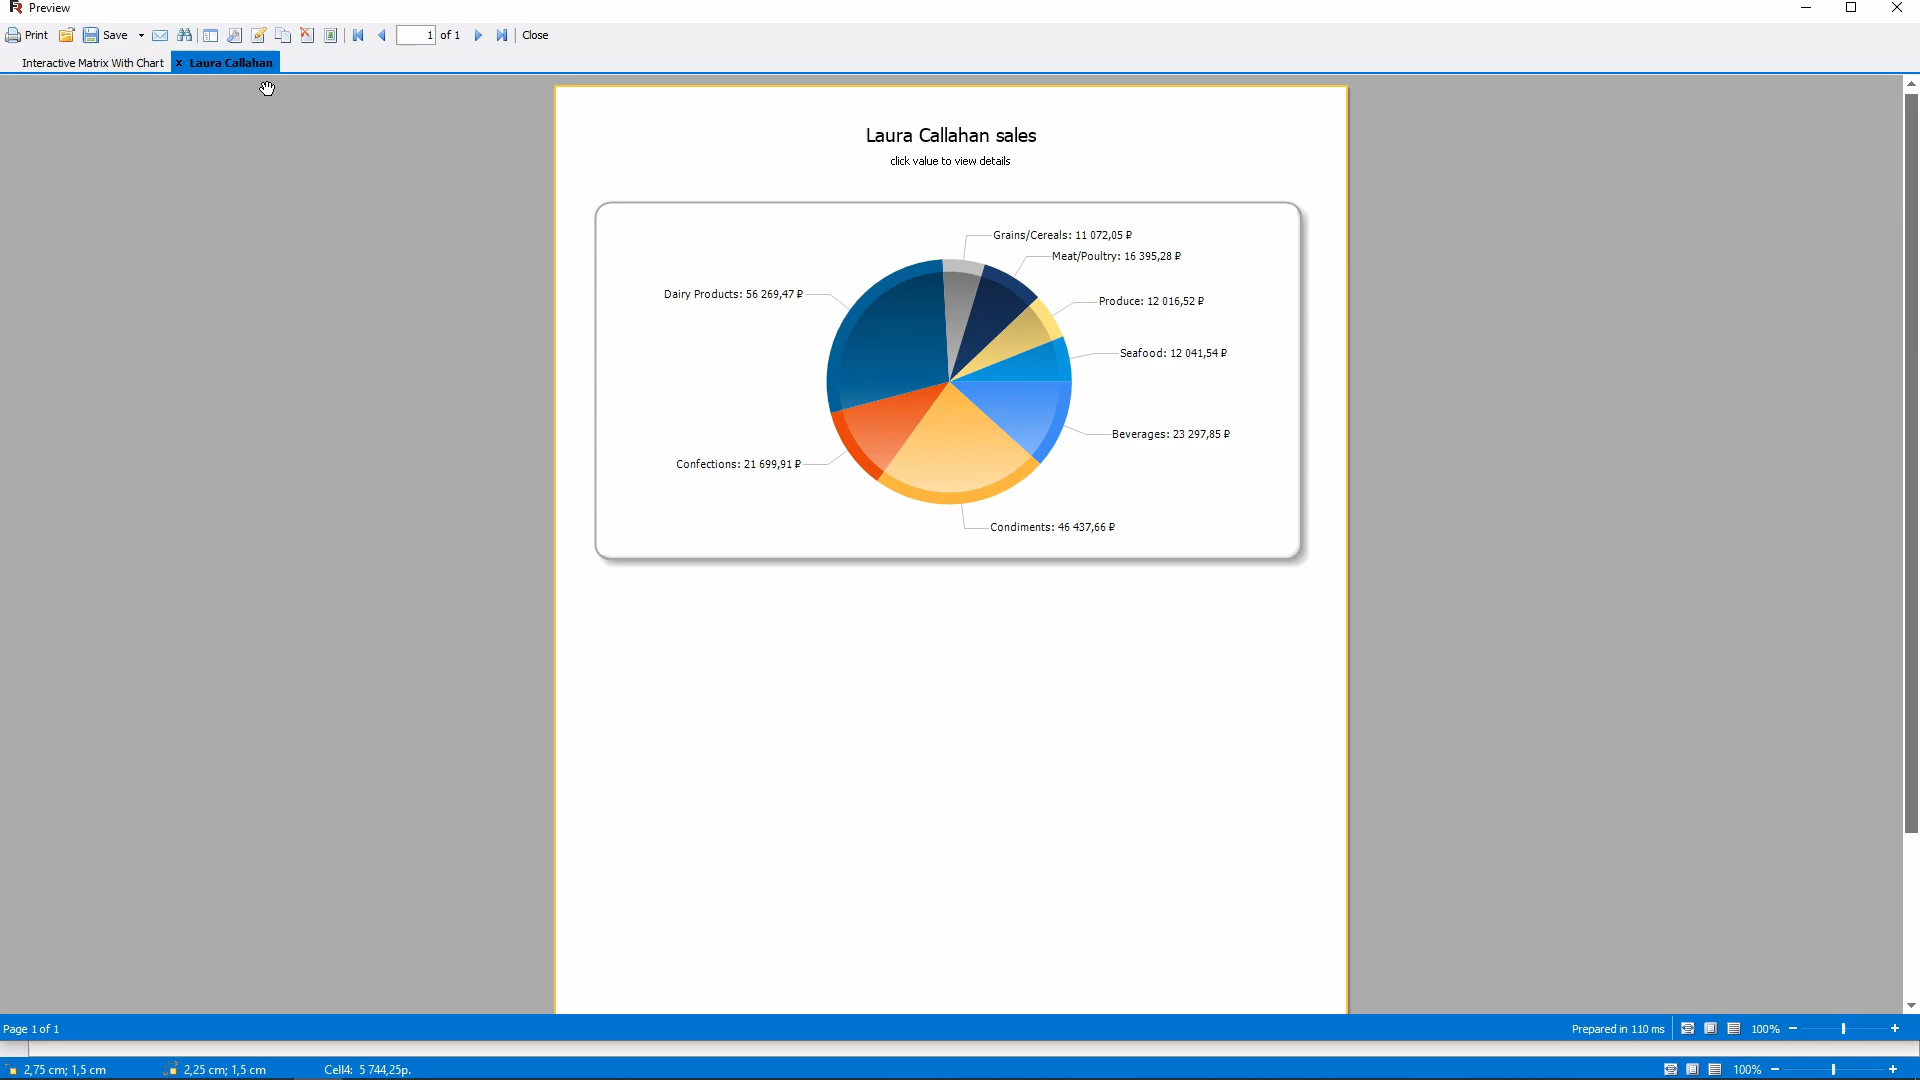 Preview
Print Save 1 of 1 Close
Interactive Matrix With Chart x Laura Callahan
Laura Callahan sales
click value to view details
Grains/Cereals: 11 072,05 ₽
Meat/Poultry: 16 395,28 ₽
Dairy Products: 56 269,47 ₽
Produce: 12 016,52 ₽
Seafood: 12 041,54 ₽
Beverages: 23 297,85 ₽
Confections: 21 699,91 ₽
Condiments: 46 437,66 ₽
Page 1 of 1 Prepared in 110 ms 100%
2,75 cm; 1,5 cm 2,25 cm; 1,5 cm Cell4: 5 744,25p. 100%